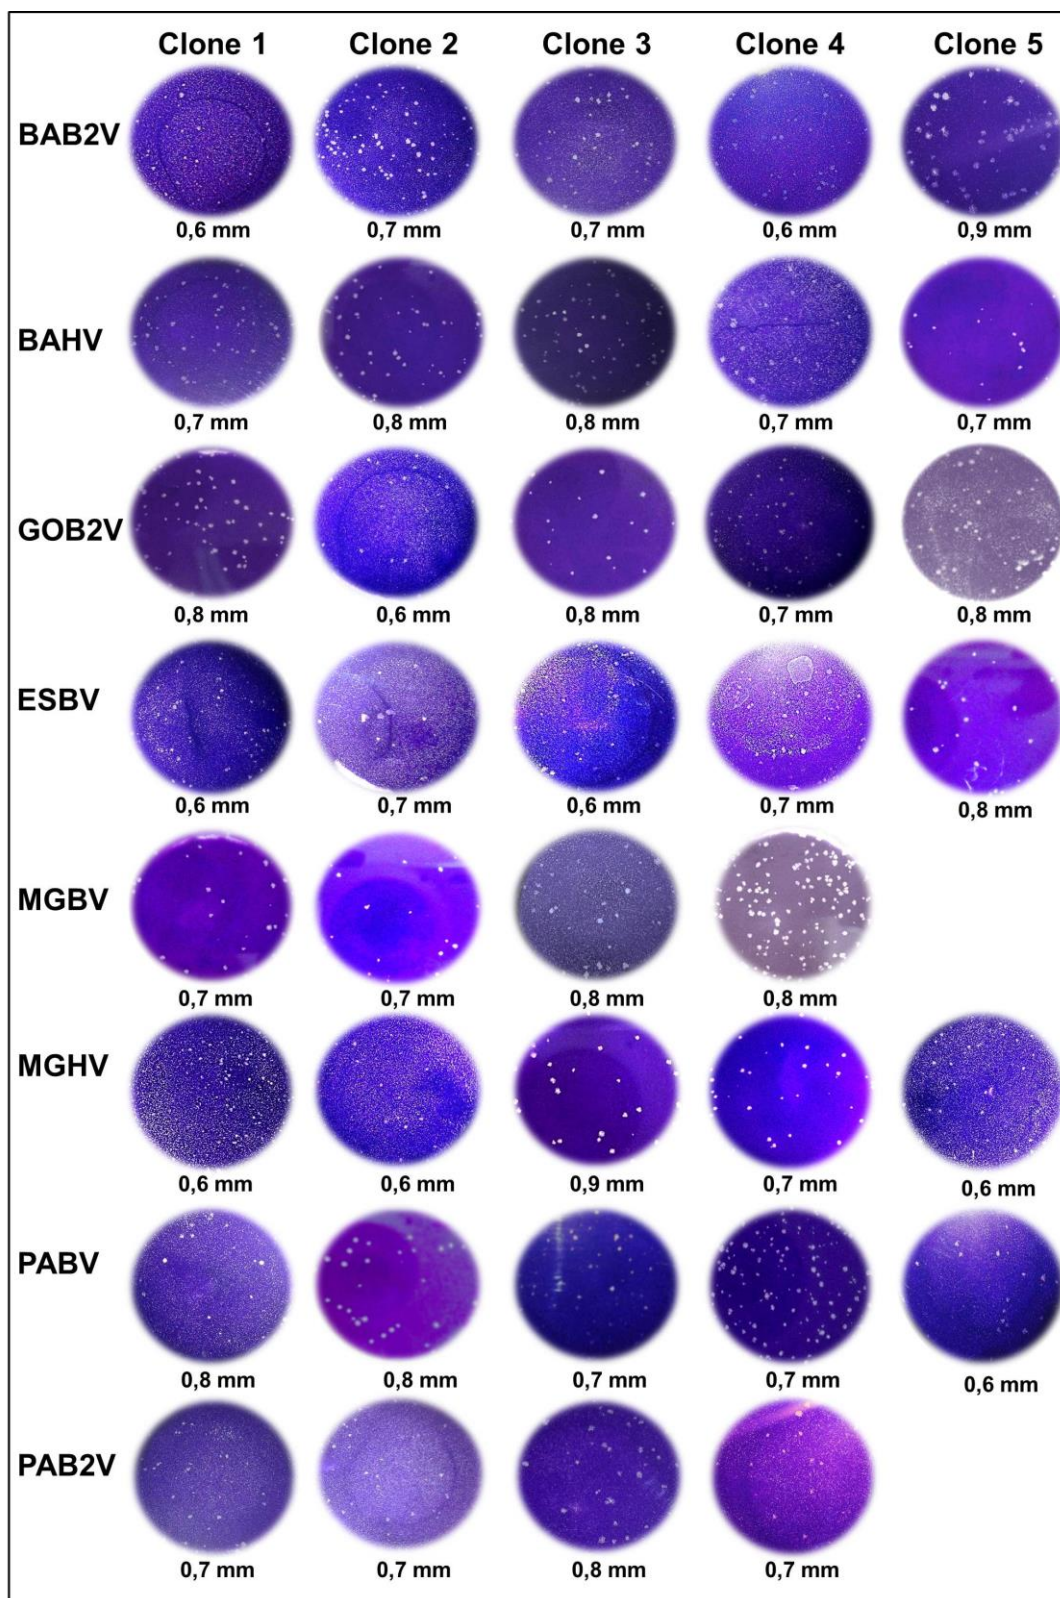 Clone 1 Clone 2 Clone 3 Clone 4 Clone 5
BAB2V
0,6 mm 0,7 mm 0,7 mm 0,6 mm 0,9 mm
BAHV
0,7 mm 0,8 mm 0,8 mm 0,7 mm 0,7 mm
GOB2V
0,8 mm 0,6 mm 0,8 mm 0,7 mm 0,8 mm
ESBV
0,6 mm 0,7 mm 0,6 mm 0,7 mm 0,8 mm
MGBV
0,7 mm 0,7 mm 0,8 mm 0,8 mm
MGHV
0,6 mm 0,6 mm 0,9 mm 0,7 mm 0,6 mm
PABV
0,8 mm 0,8 mm 0,7 mm 0,7 mm 0,6 mm
PAB2V
0,7 mm 0,7 mm 0,8 mm 0,7 mm